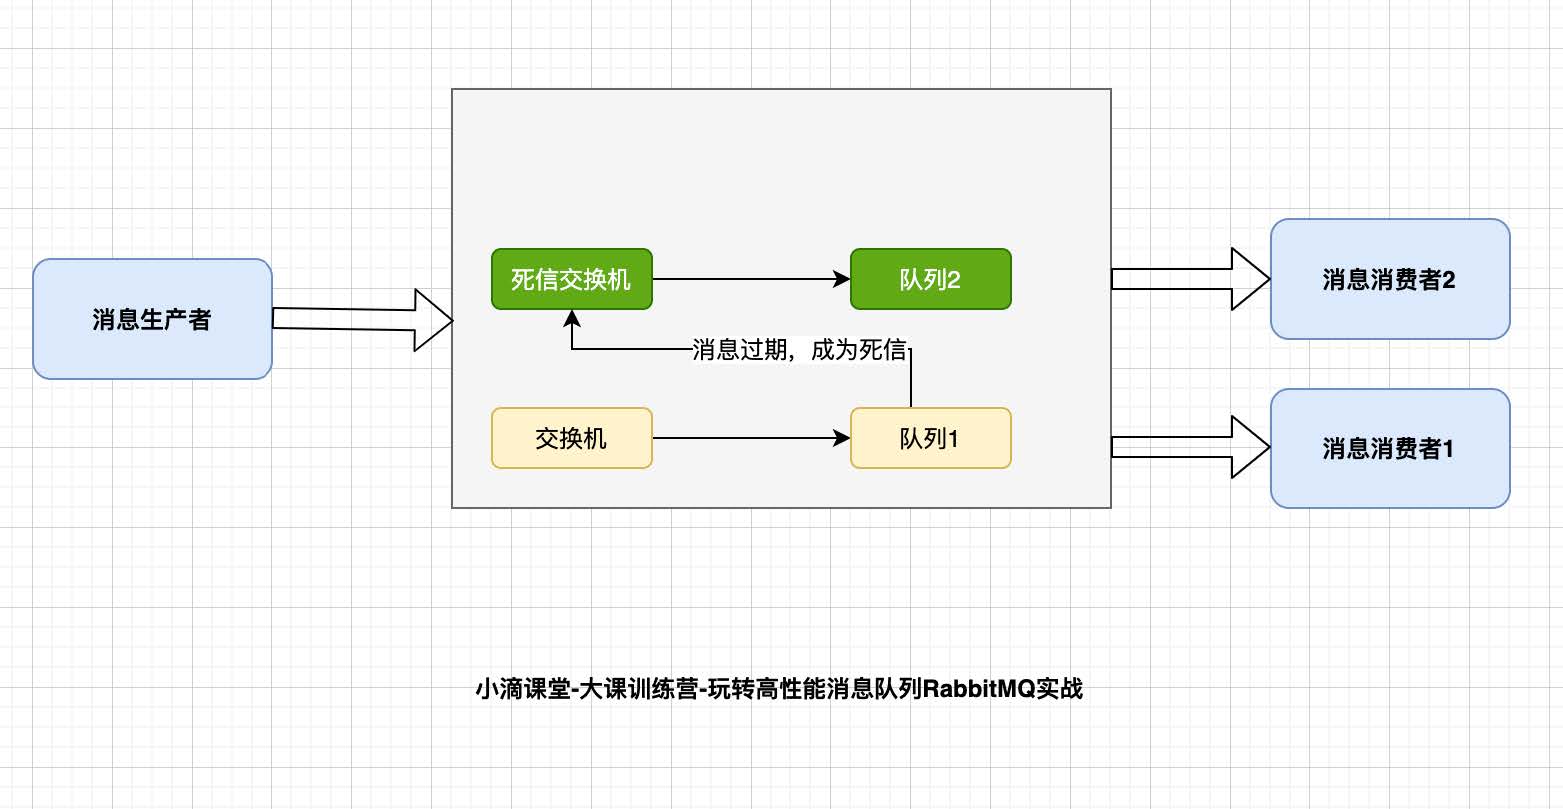 消息生产者
死信交换机
队列2
消息过期，成为死信
交换机
队列1
消息消费者2
消息消费者1
小滴课堂-大课训练营-玩转高性能消息队列RabbitMQ实战